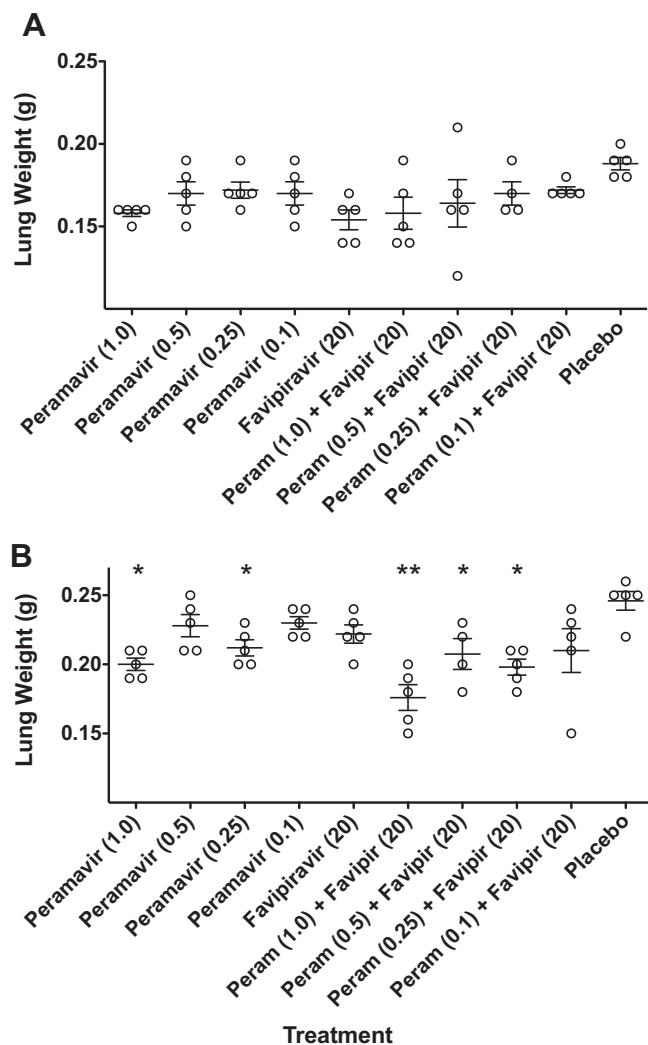 A
0.25
0.20
0.15
Lung Weight (g)
Peramavir (1.0)
Peramavir (0.5)
Peramavir (0.25)
Peramavir (0.1)
Favipiravir (20)
Peram (1.0) + Favipir (20)
Peram (0.5) + Favipir (20)
Peram (0.25) + Favipir (20)
Peram (0.1) + Favipir (20)
Placebo
B
* * ** * *
0.25
0.20
0.15
Lung Weight (g)
Peramavir (1.0)
Peramavir (0.5)
Peramavir (0.25)
Peramavir (0.1)
Favipiravir (20)
Peram (1.0) + Favipir (20)
Peram (0.5) + Favipir (20)
Peram (0.25) + Favipir (20)
Peram (0.1) + Favipir (20)
Placebo
Treatment